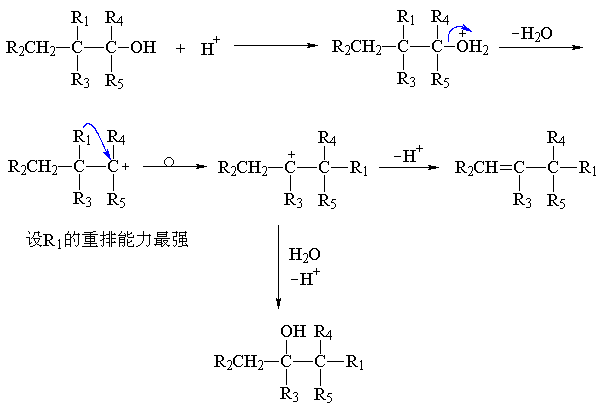 R1 R4 R1 R4
R2CH2—C—C—OH + H+ R2CH2—C—C—OH2+ −H2O
R3 R5 R3 R5
R1 R4 R4 R4
R2CH2—C—C+ R2CH2—C+—C—R1 −H+ R2CH=C—C—R1
R3 R5 R3 R5 R3 R5
设R1的重排能力最强
H2O
−H+
OH R4
R2CH2—C—C—R1
R3 R5